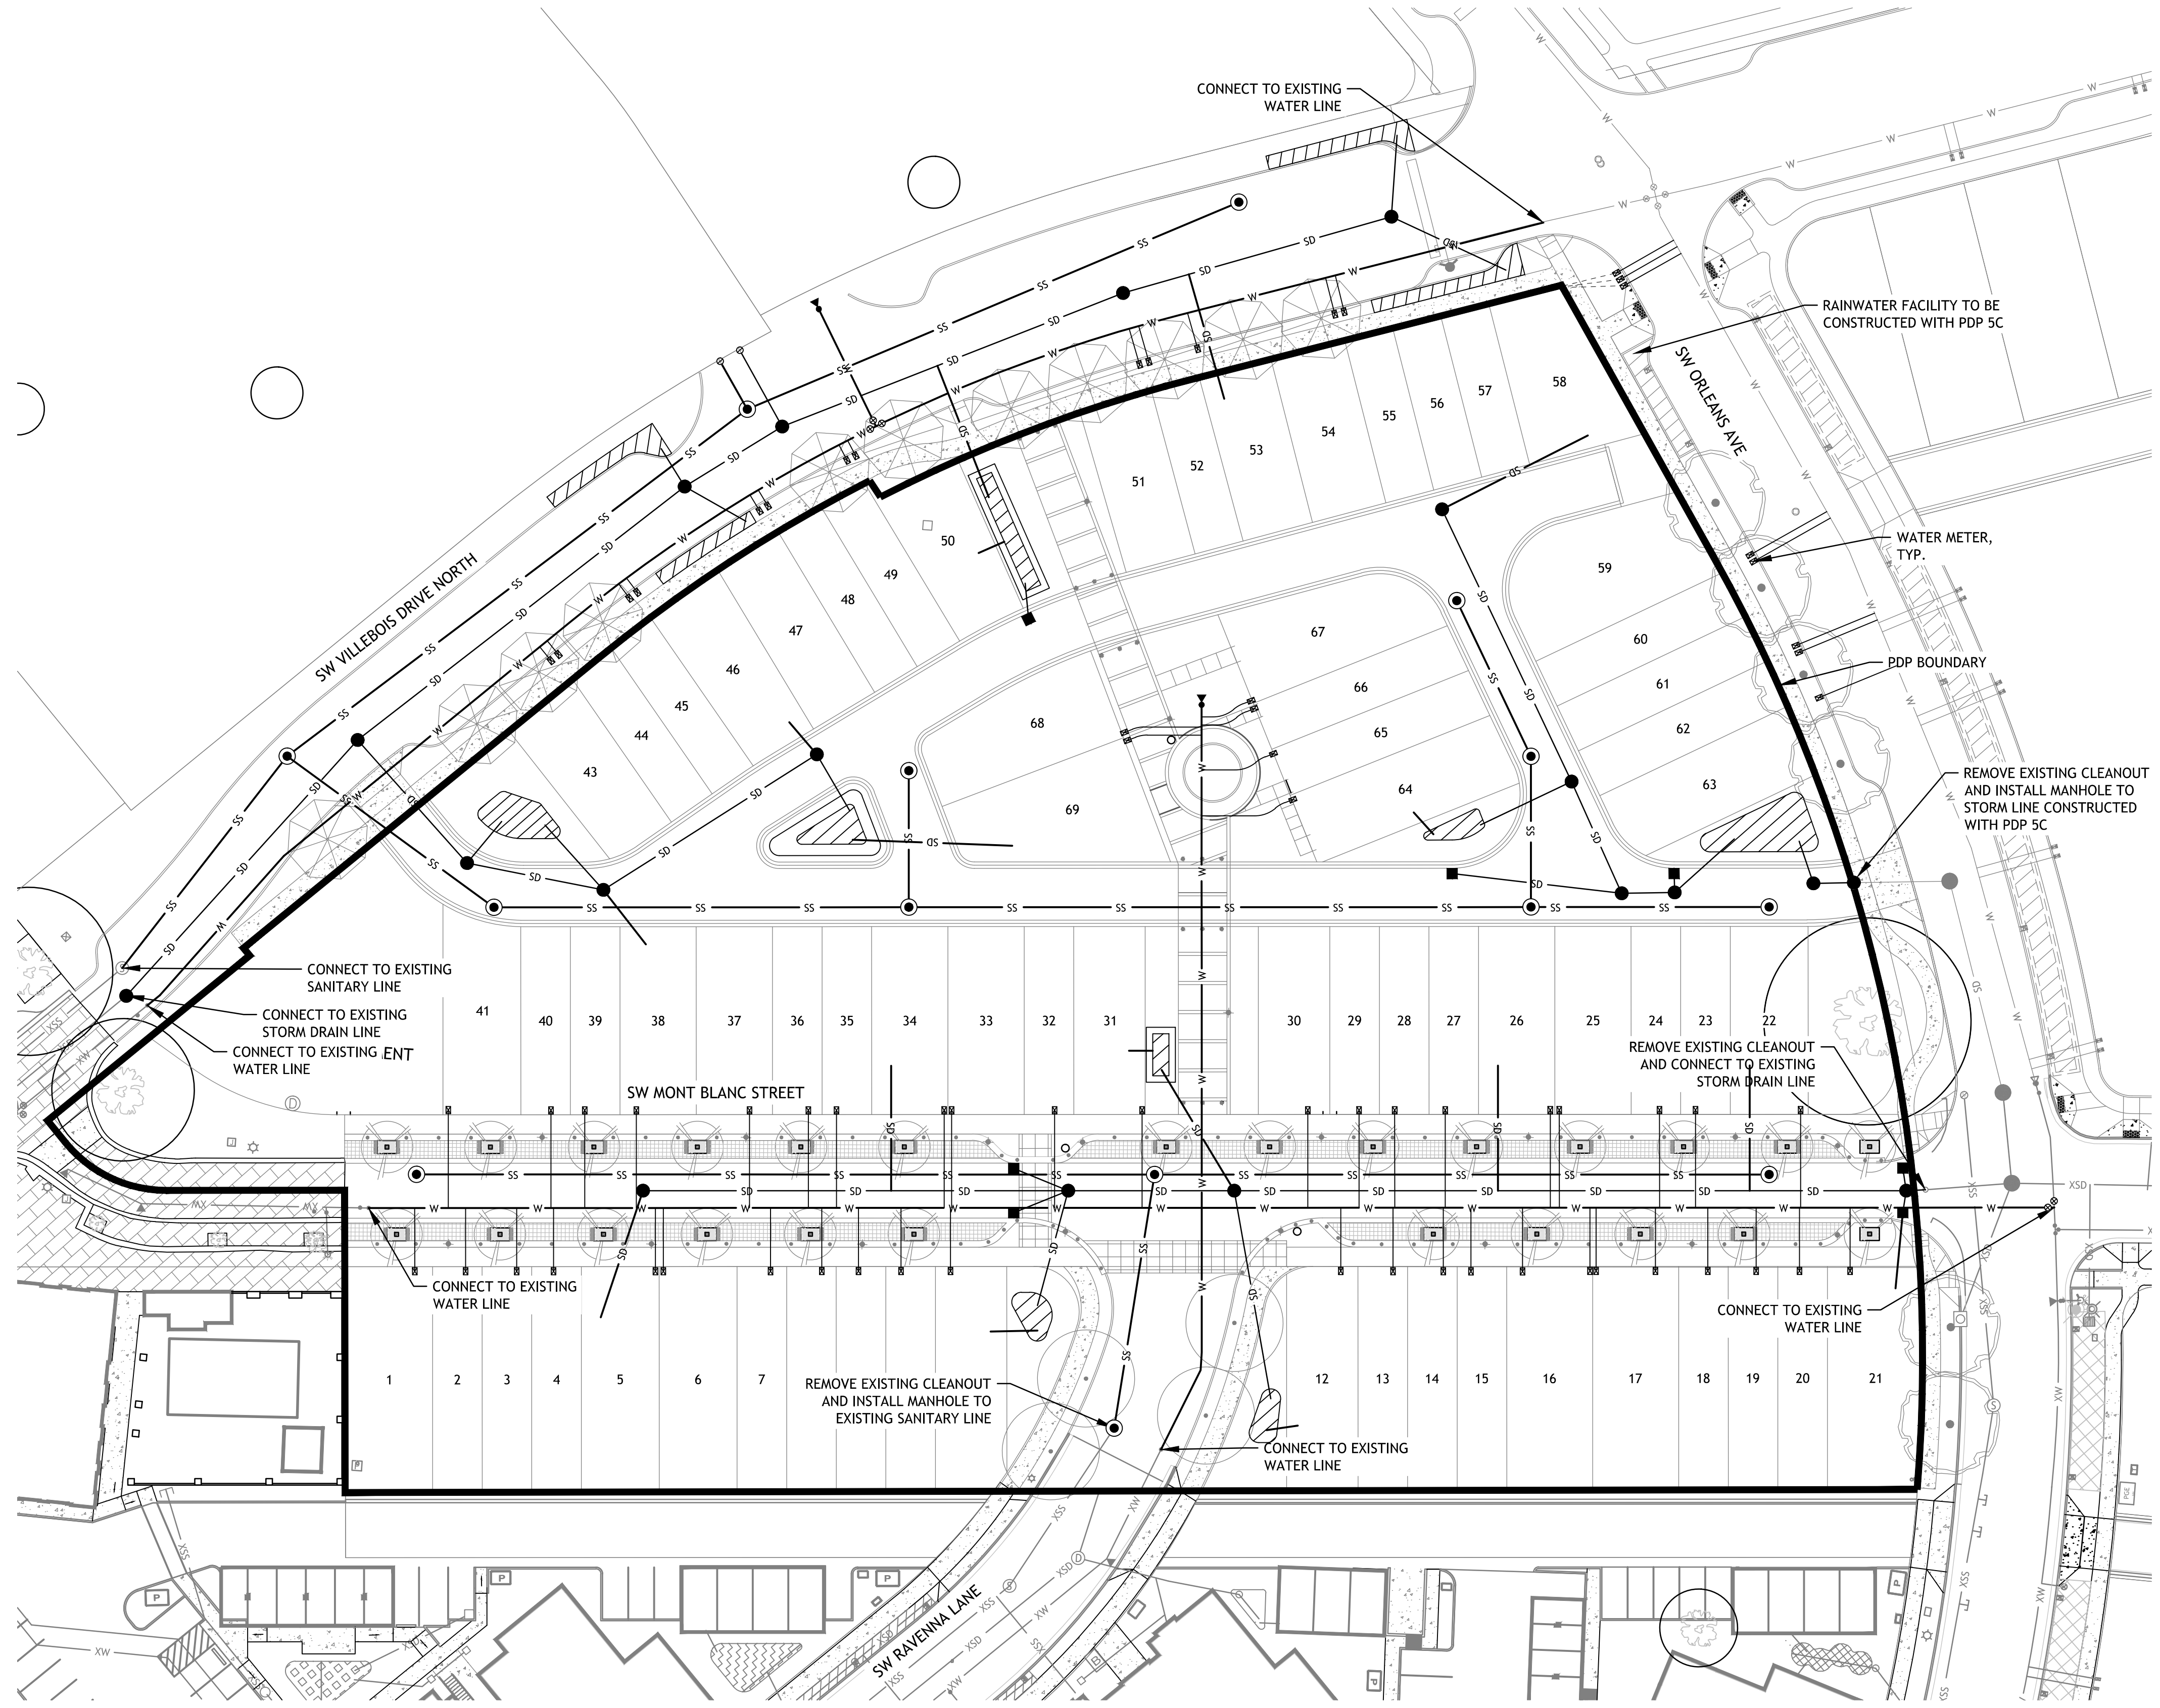 CONNECT TO EXISTING
WATER LINE
RAINWATER FACILITY TO BE
CONSTRUCTED WITH PDP 5C
SW ORLEANS AVE
58
57
56
55
54
53
52
51
50
49
48
47
46
45
44
43
SW VILLEBOIS DRIVE NORTH
WATER METER,
TYP.
59
60
61
62
63
PDP BOUNDARY
67
66
65
64
68
69
REMOVE EXISTING CLEANOUT
AND INSTALL MANHOLE TO
STORM LINE CONSTRUCTED
WITH PDP 5C
CONNECT TO EXISTING
SANITARY LINE
CONNECT TO EXISTING
STORM DRAIN LINE
CONNECT TO EXISTING
WATER LINE
ENT
41
40
39
38
37
36
35
34
33
32
31
30
29
28
27
26
25
24
23
22
REMOVE EXISTING CLEANOUT
AND CONNECT TO EXISTING
STORM DRAIN LINE
SW MONT BLANC STREET
CONNECT TO EXISTING
WATER LINE
CONNECT TO EXISTING
WATER LINE
1
2
3
4
5
6
7
12
13
14
15
16
17
18
19
20
21
REMOVE EXISTING CLEANOUT
AND INSTALL MANHOLE TO
EXISTING SANITARY LINE
CONNECT TO EXISTING
WATER LINE
SW RAVENNA LANE
SS
SD
W
XSS
XSD
XW
P
PGE